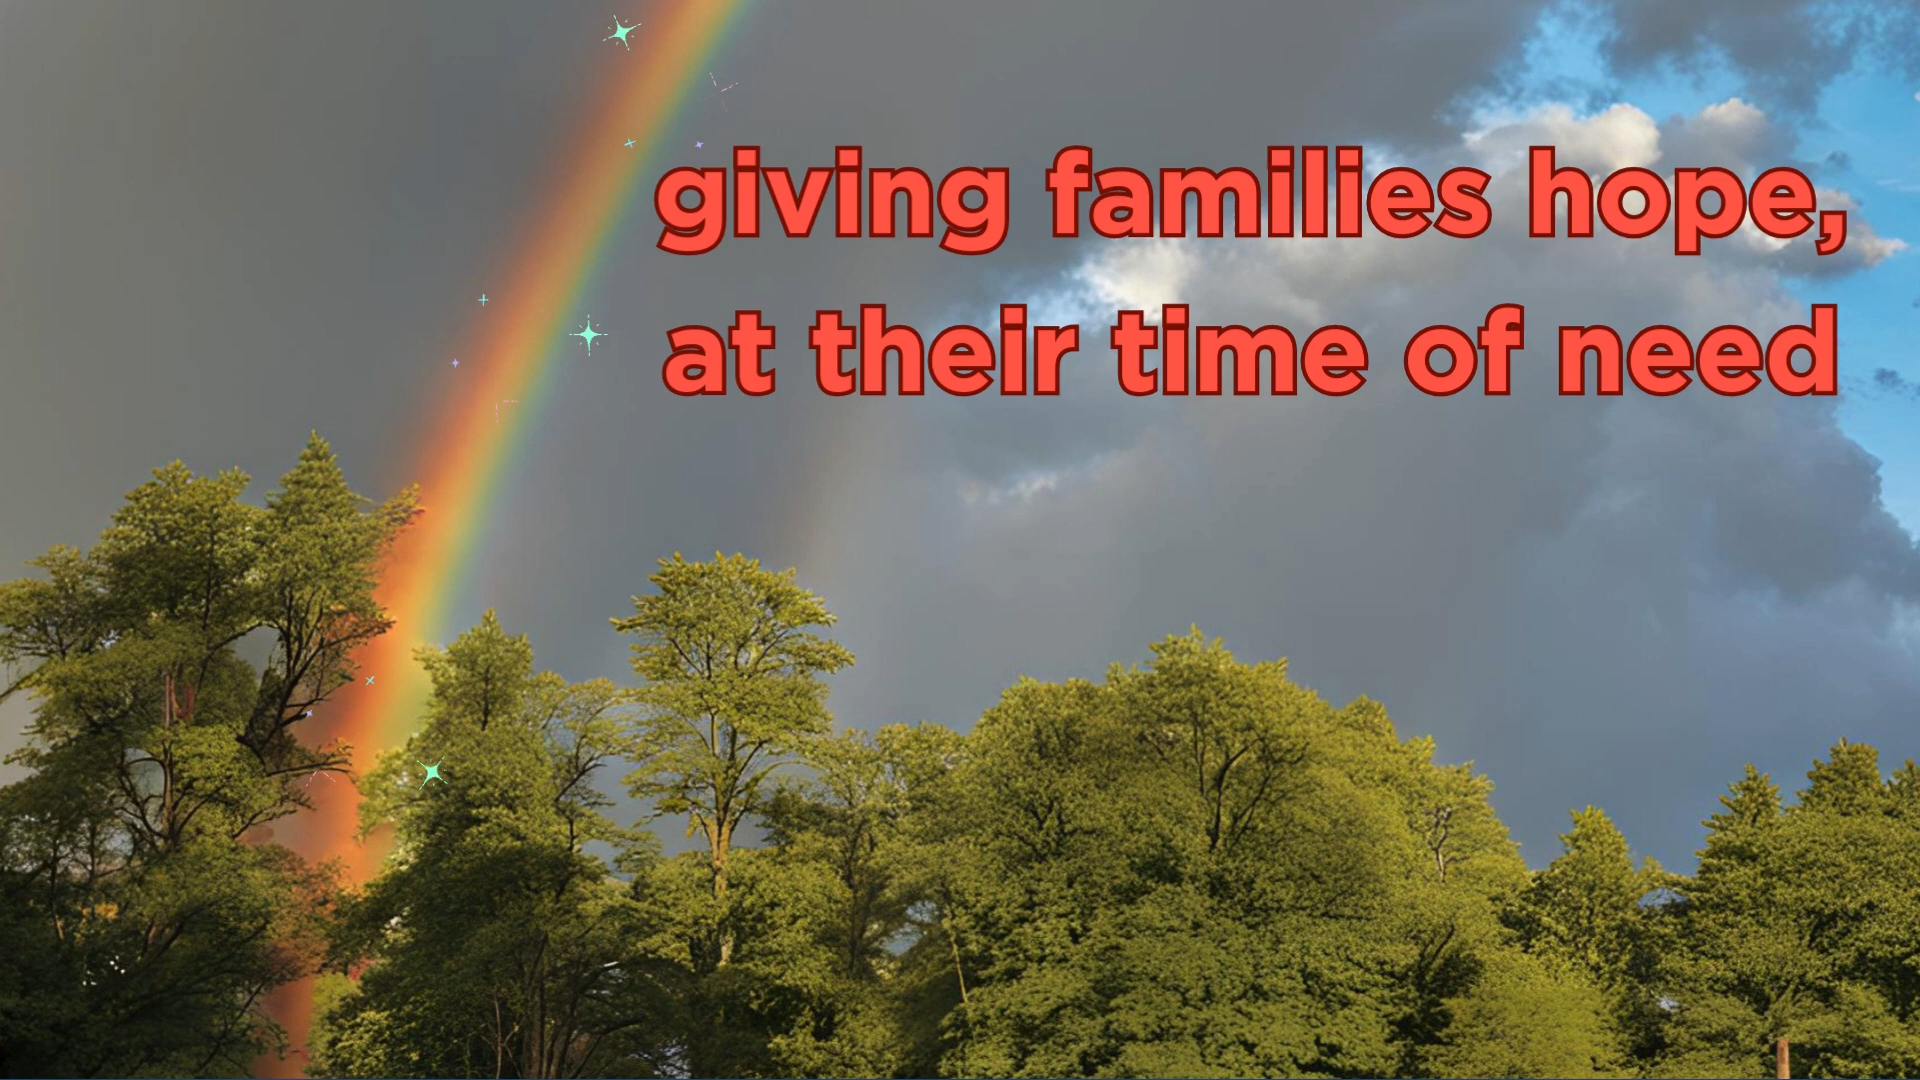 giving families hope,
at their time of need